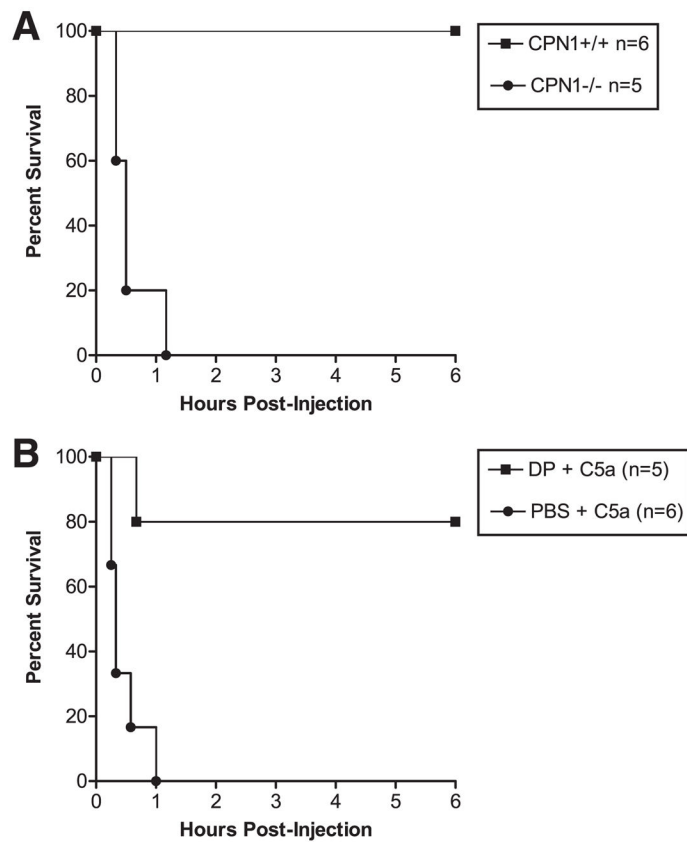 A
100
80
60
40
20
0
Percent Survival
0 1 2 3 4 5 6
Hours Post-Injection
CPN1+/+ n=6
CPN1-/- n=5
B
100
80
60
40
20
0
Percent Survival
0 1 2 3 4 5 6
Hours Post-Injection
DP + C5a (n=5)
PBS + C5a (n=6)